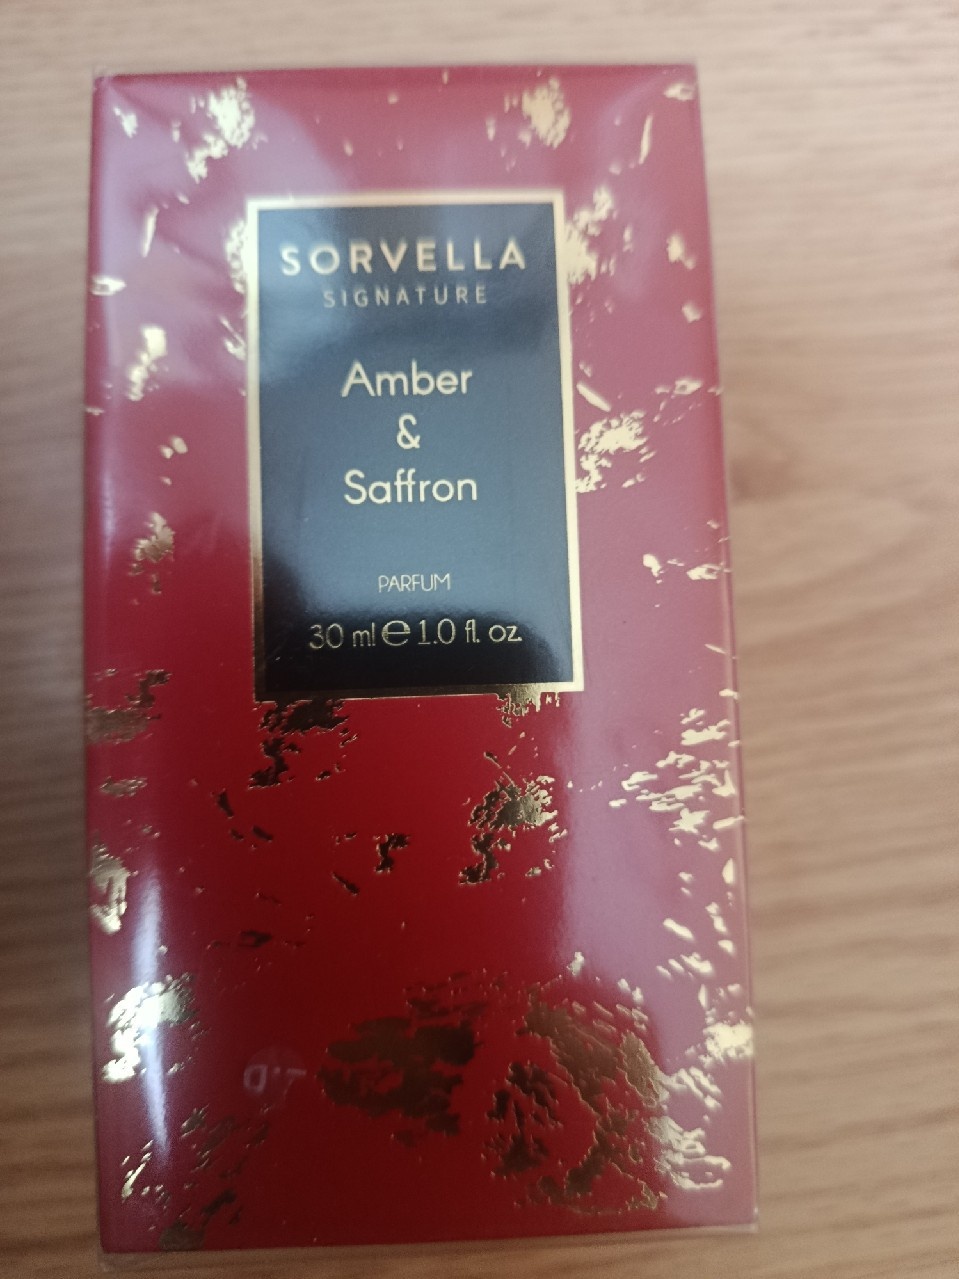 SORVELLA
SIGNATURE
Amber
&
Saffron
PARFUM
30 ml ℮ 1.0 fl. oz.